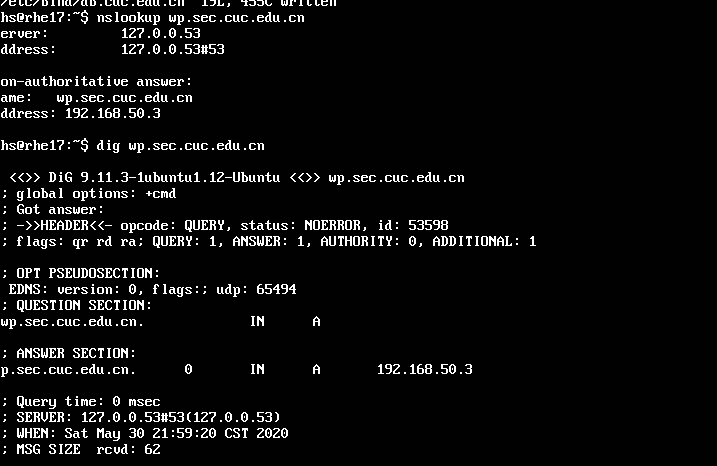 /etc/bind/db.cuc.edu.cn" 19L, 455C written
hs@rhe17:~$ nslookup wp.sec.cuc.edu.cn
erver: 127.0.0.53
ddress: 127.0.0.53#53
on-authoritative answer:
ame: wp.sec.cuc.edu.cn
ddress: 192.168.50.3
hs@rhe17:~$ dig wp.sec.cuc.edu.cn
<<>> DiG 9.11.3-1ubuntu1.12-Ubuntu <<>> wp.sec.cuc.edu.cn
; global options: +cmd
; Got answer:
; ->>HEADER<<- opcode: QUERY, status: NOERROR, id: 53598
; flags: qr rd ra; QUERY: 1, ANSWER: 1, AUTHORITY: 0, ADDITIONAL: 1
; OPT PSEUDOSECTION:
EDNS: version: 0, flags:; udp: 65494
; QUESTION SECTION:
wp.sec.cuc.edu.cn. IN A
; ANSWER SECTION:
p.sec.cuc.edu.cn. 0 IN A 192.168.50.3
; Query time: 0 msec
; SERVER: 127.0.0.53#53(127.0.0.53)
; WHEN: Sat May 30 21:59:20 CST 2020
; MSG SIZE rcvd: 62